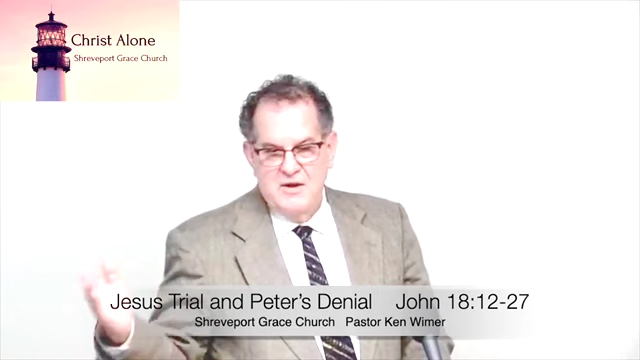 Christ Alone
Shreveport Grace Church
Jesus Trial and Peter's Denial    John 18:12-27
Shreveport Grace Church   Pastor Ken Wimer